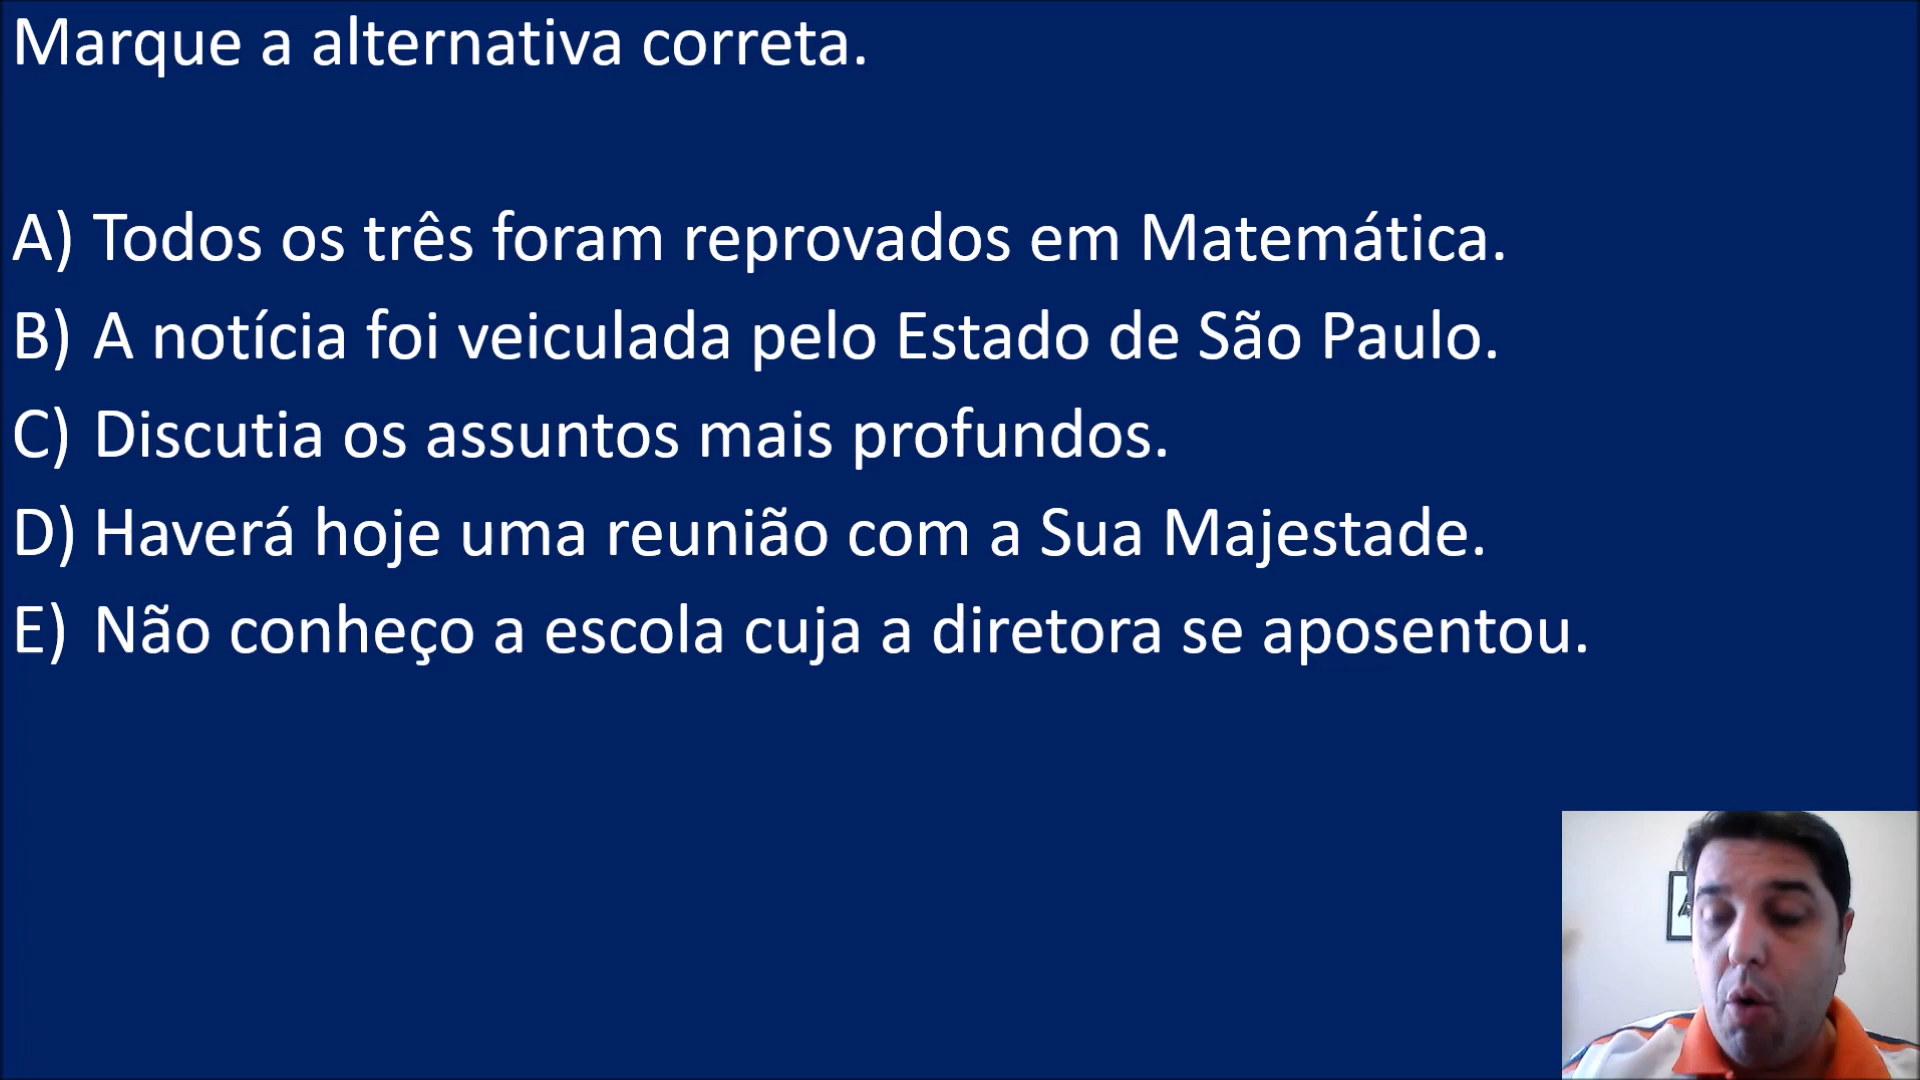 Marque a alternativa correta.
A) Todos os três foram reprovados em Matemática.
B) A notícia foi veiculada pelo Estado de São Paulo.
C) Discutia os assuntos mais profundos.
D) Haverá hoje uma reunião com a Sua Majestade.
E) Não conheço a escola cuja a diretora se aposentou.